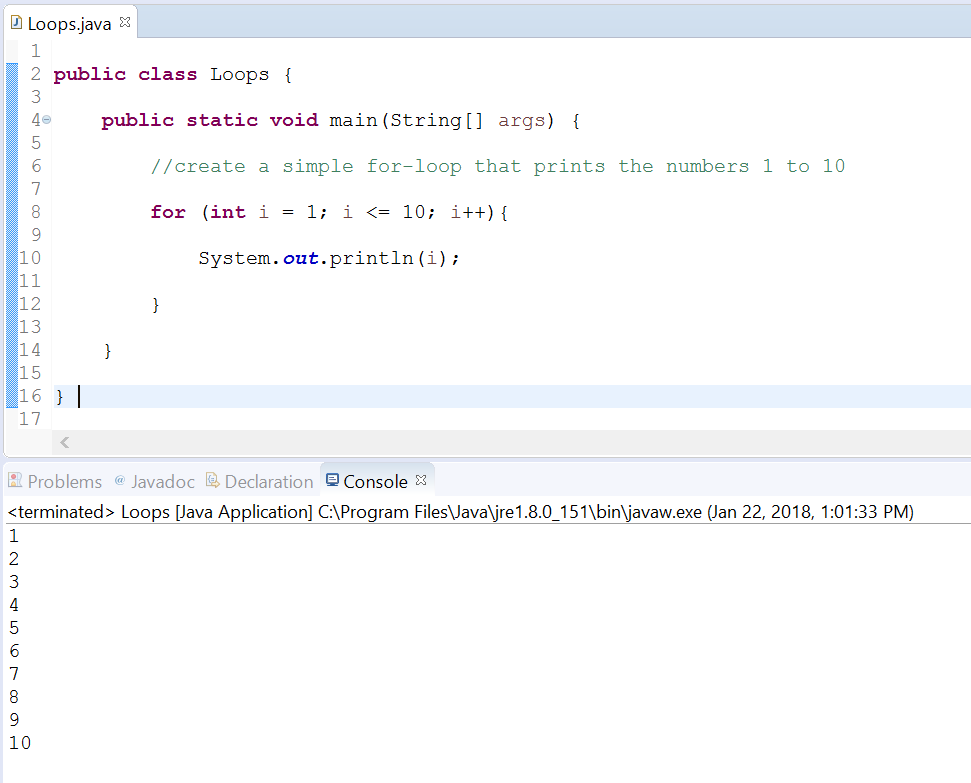 Loops.java
1
2 public class Loops {
3
4 public static void main(String[] args) {
5
6 //create a simple for-loop that prints the numbers 1 to 10
7
8 for (int i = 1; i <= 10; i++){
9
10 System.out.println(i);
11
12 }
13
14 }
15
16 }
17
Problems @ Javadoc Declaration Console
<terminated> Loops [Java Application] C:\Program Files\Java\jre1.8.0_151\bin\javaw.exe (Jan 22, 2018, 1:01:33 PM)
1
2
3
4
5
6
7
8
9
10